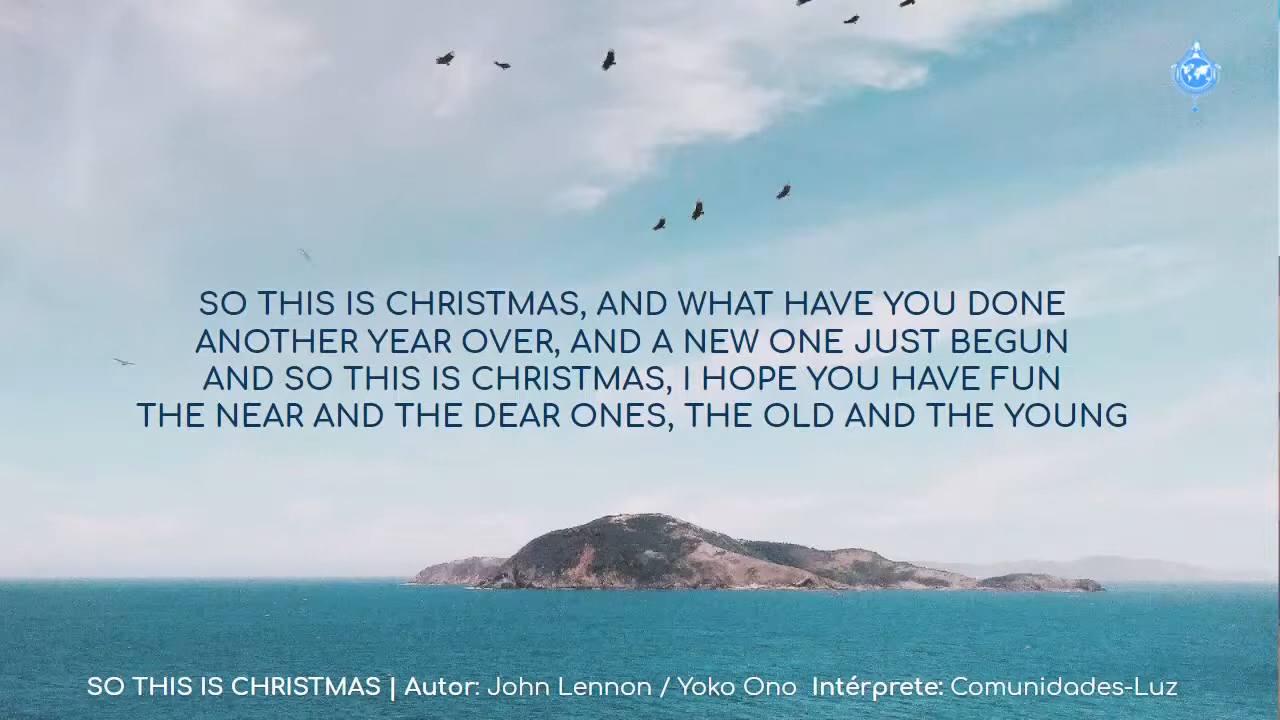 SO THIS IS CHRISTMAS, AND WHAT HAVE YOU DONE
ANOTHER YEAR OVER, AND A NEW ONE JUST BEGUN
AND SO THIS IS CHRISTMAS, I HOPE YOU HAVE FUN
THE NEAR AND THE DEAR ONES, THE OLD AND THE YOUNG
SO THIS IS CHRISTMAS | Autor: John Lennon / Yoko Ono Intérprete: Comunidades-Luz